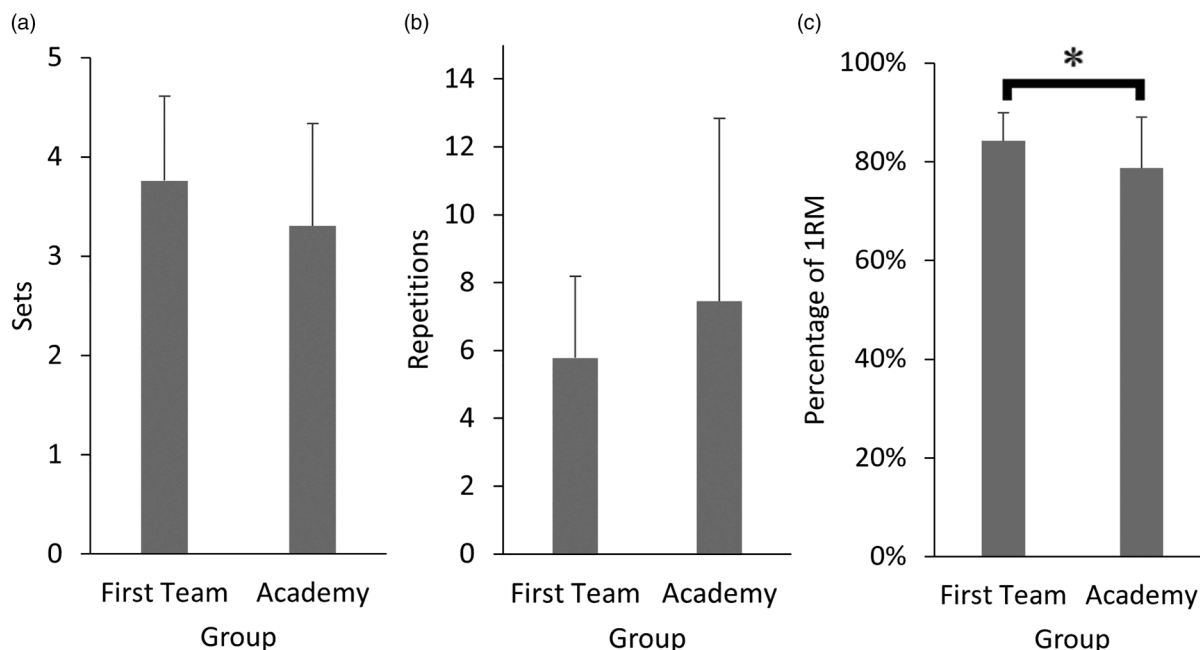 (a)
5
4
3
2
1
0
Sets
First Team Academy
Group
(b)
14
12
10
8
6
4
2
0
Repetitions
First Team Academy
Group
(c)
100%
80%
60%
40%
20%
0%
Percentage of 1RM
*
First Team Academy
Group